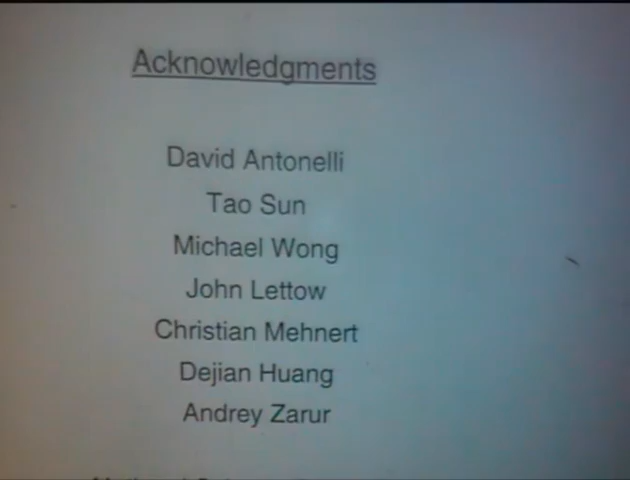 Acknowledgments
David Antonelli
Tao Sun
Michael Wong
John Lettow
Christian Mehnert
Dejian Huang
Andrey Zarur